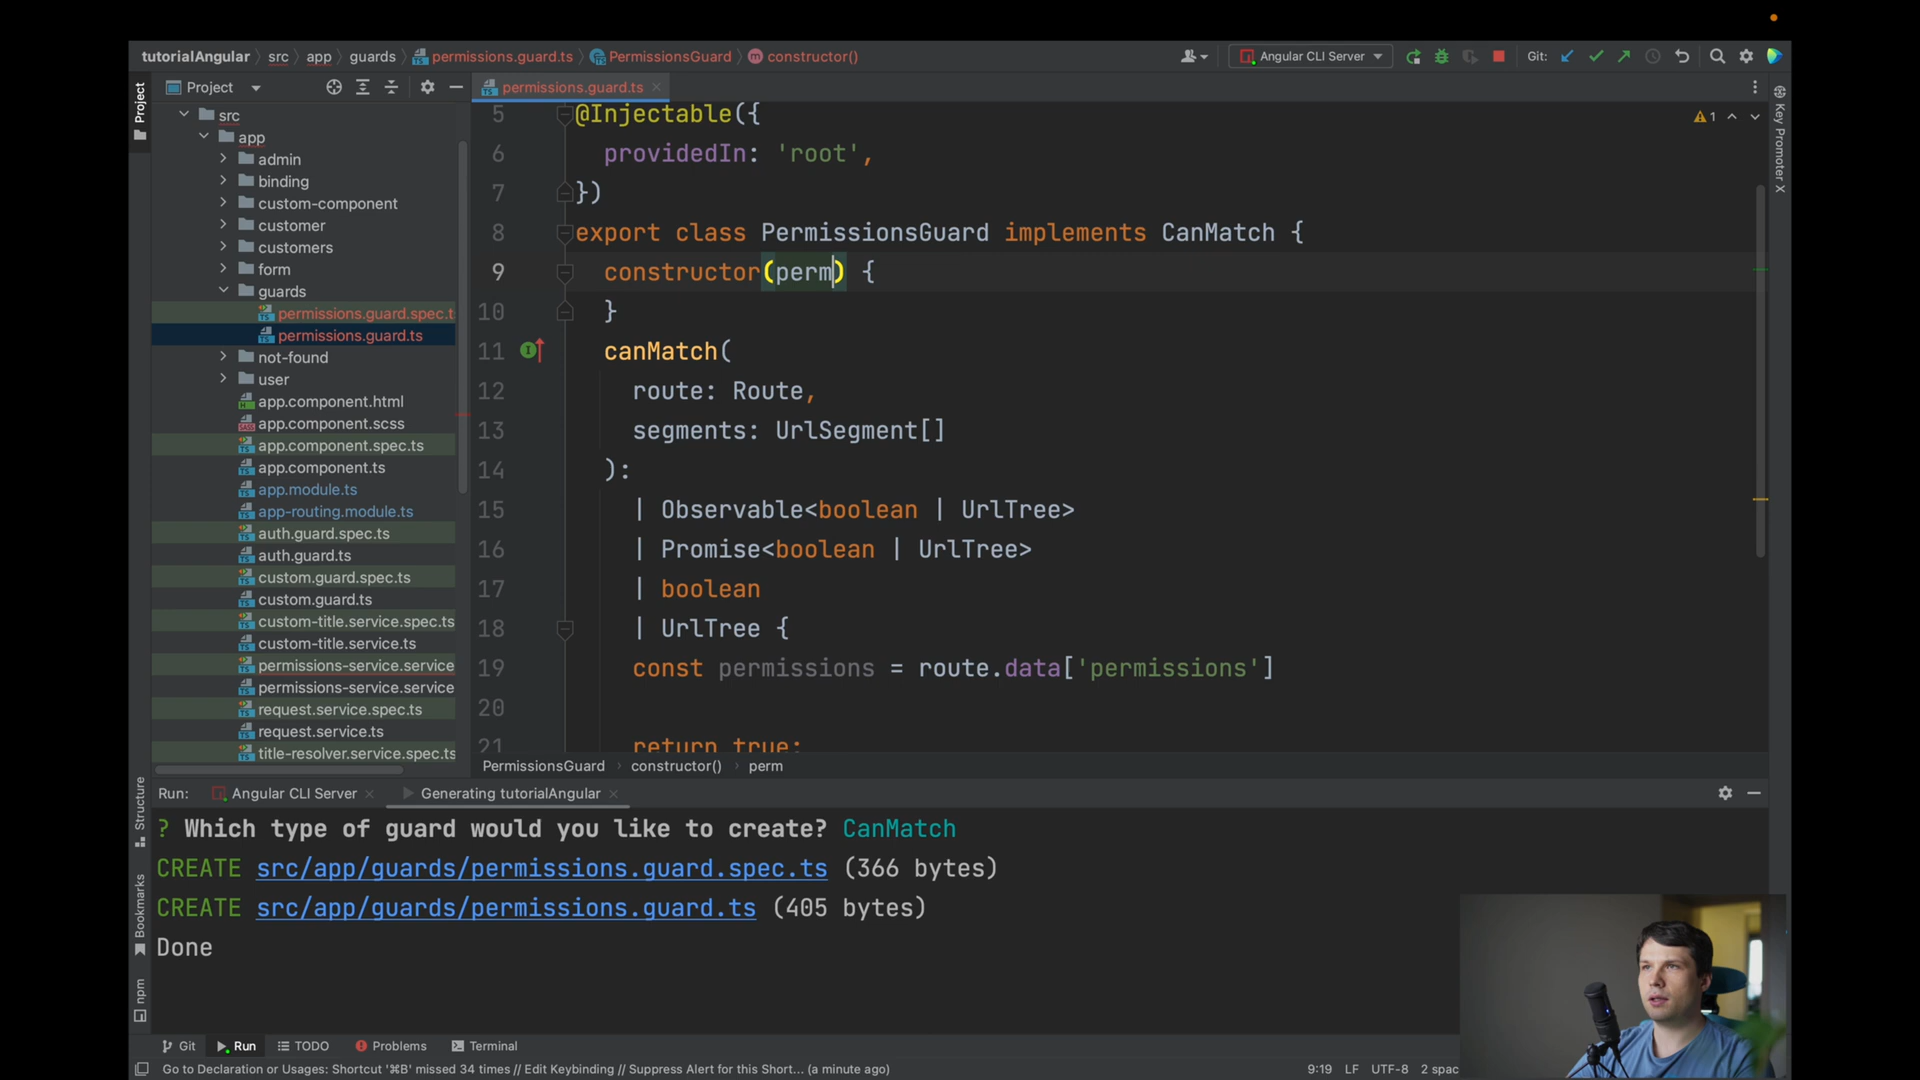 tutorialAngular > src > app > guards > permissions.guard.ts > PermissionsGuard > constructor()
Angular CLI Server
Git:
Project
permissions.guard.ts
Project
src
app
admin
binding
custom-component
customer
customers
form
guards
permissions.guard.spec.t
permissions.guard.ts
not-found
user
app.component.html
app.component.scss
app.component.spec.ts
app.component.ts
app.module.ts
app-routing.module.ts
auth.guard.spec.ts
auth.guard.ts
custom.guard.spec.ts
custom.guard.ts
custom-title.service.spec.ts
custom-title.service.ts
permissions-service.service
permissions-service.service
request.service.spec.ts
request.service.ts
title-resolver.service.spec.ts
5 @Injectable({
6 providedIn: 'root',
7 })
8 export class PermissionsGuard implements CanMatch {
9 constructor(perm) {
10 }
11 canMatch(
12 route: Route,
13 segments: UrlSegment[]
14 ):
15 | Observable<boolean | UrlTree>
16 | Promise<boolean | UrlTree>
17 | boolean
18 | UrlTree {
19 const permissions = route.data['permissions']
20
21 return true;
1
Key Promoter X
PermissionsGuard > constructor() > perm
Run: Angular CLI Server Generating tutorialAngular
? Which type of guard would you like to create? CanMatch
CREATE src/app/guards/permissions.guard.spec.ts (366 bytes)
CREATE src/app/guards/permissions.guard.ts (405 bytes)
Done
Structure
Bookmarks
npm
Git Run TODO Problems Terminal
Go to Declaration or Usages: Shortcut '⌘B' missed 34 times // Edit Keybinding // Suppress Alert for this Short... (a minute ago)
9:19 LF UTF-8 2 spac